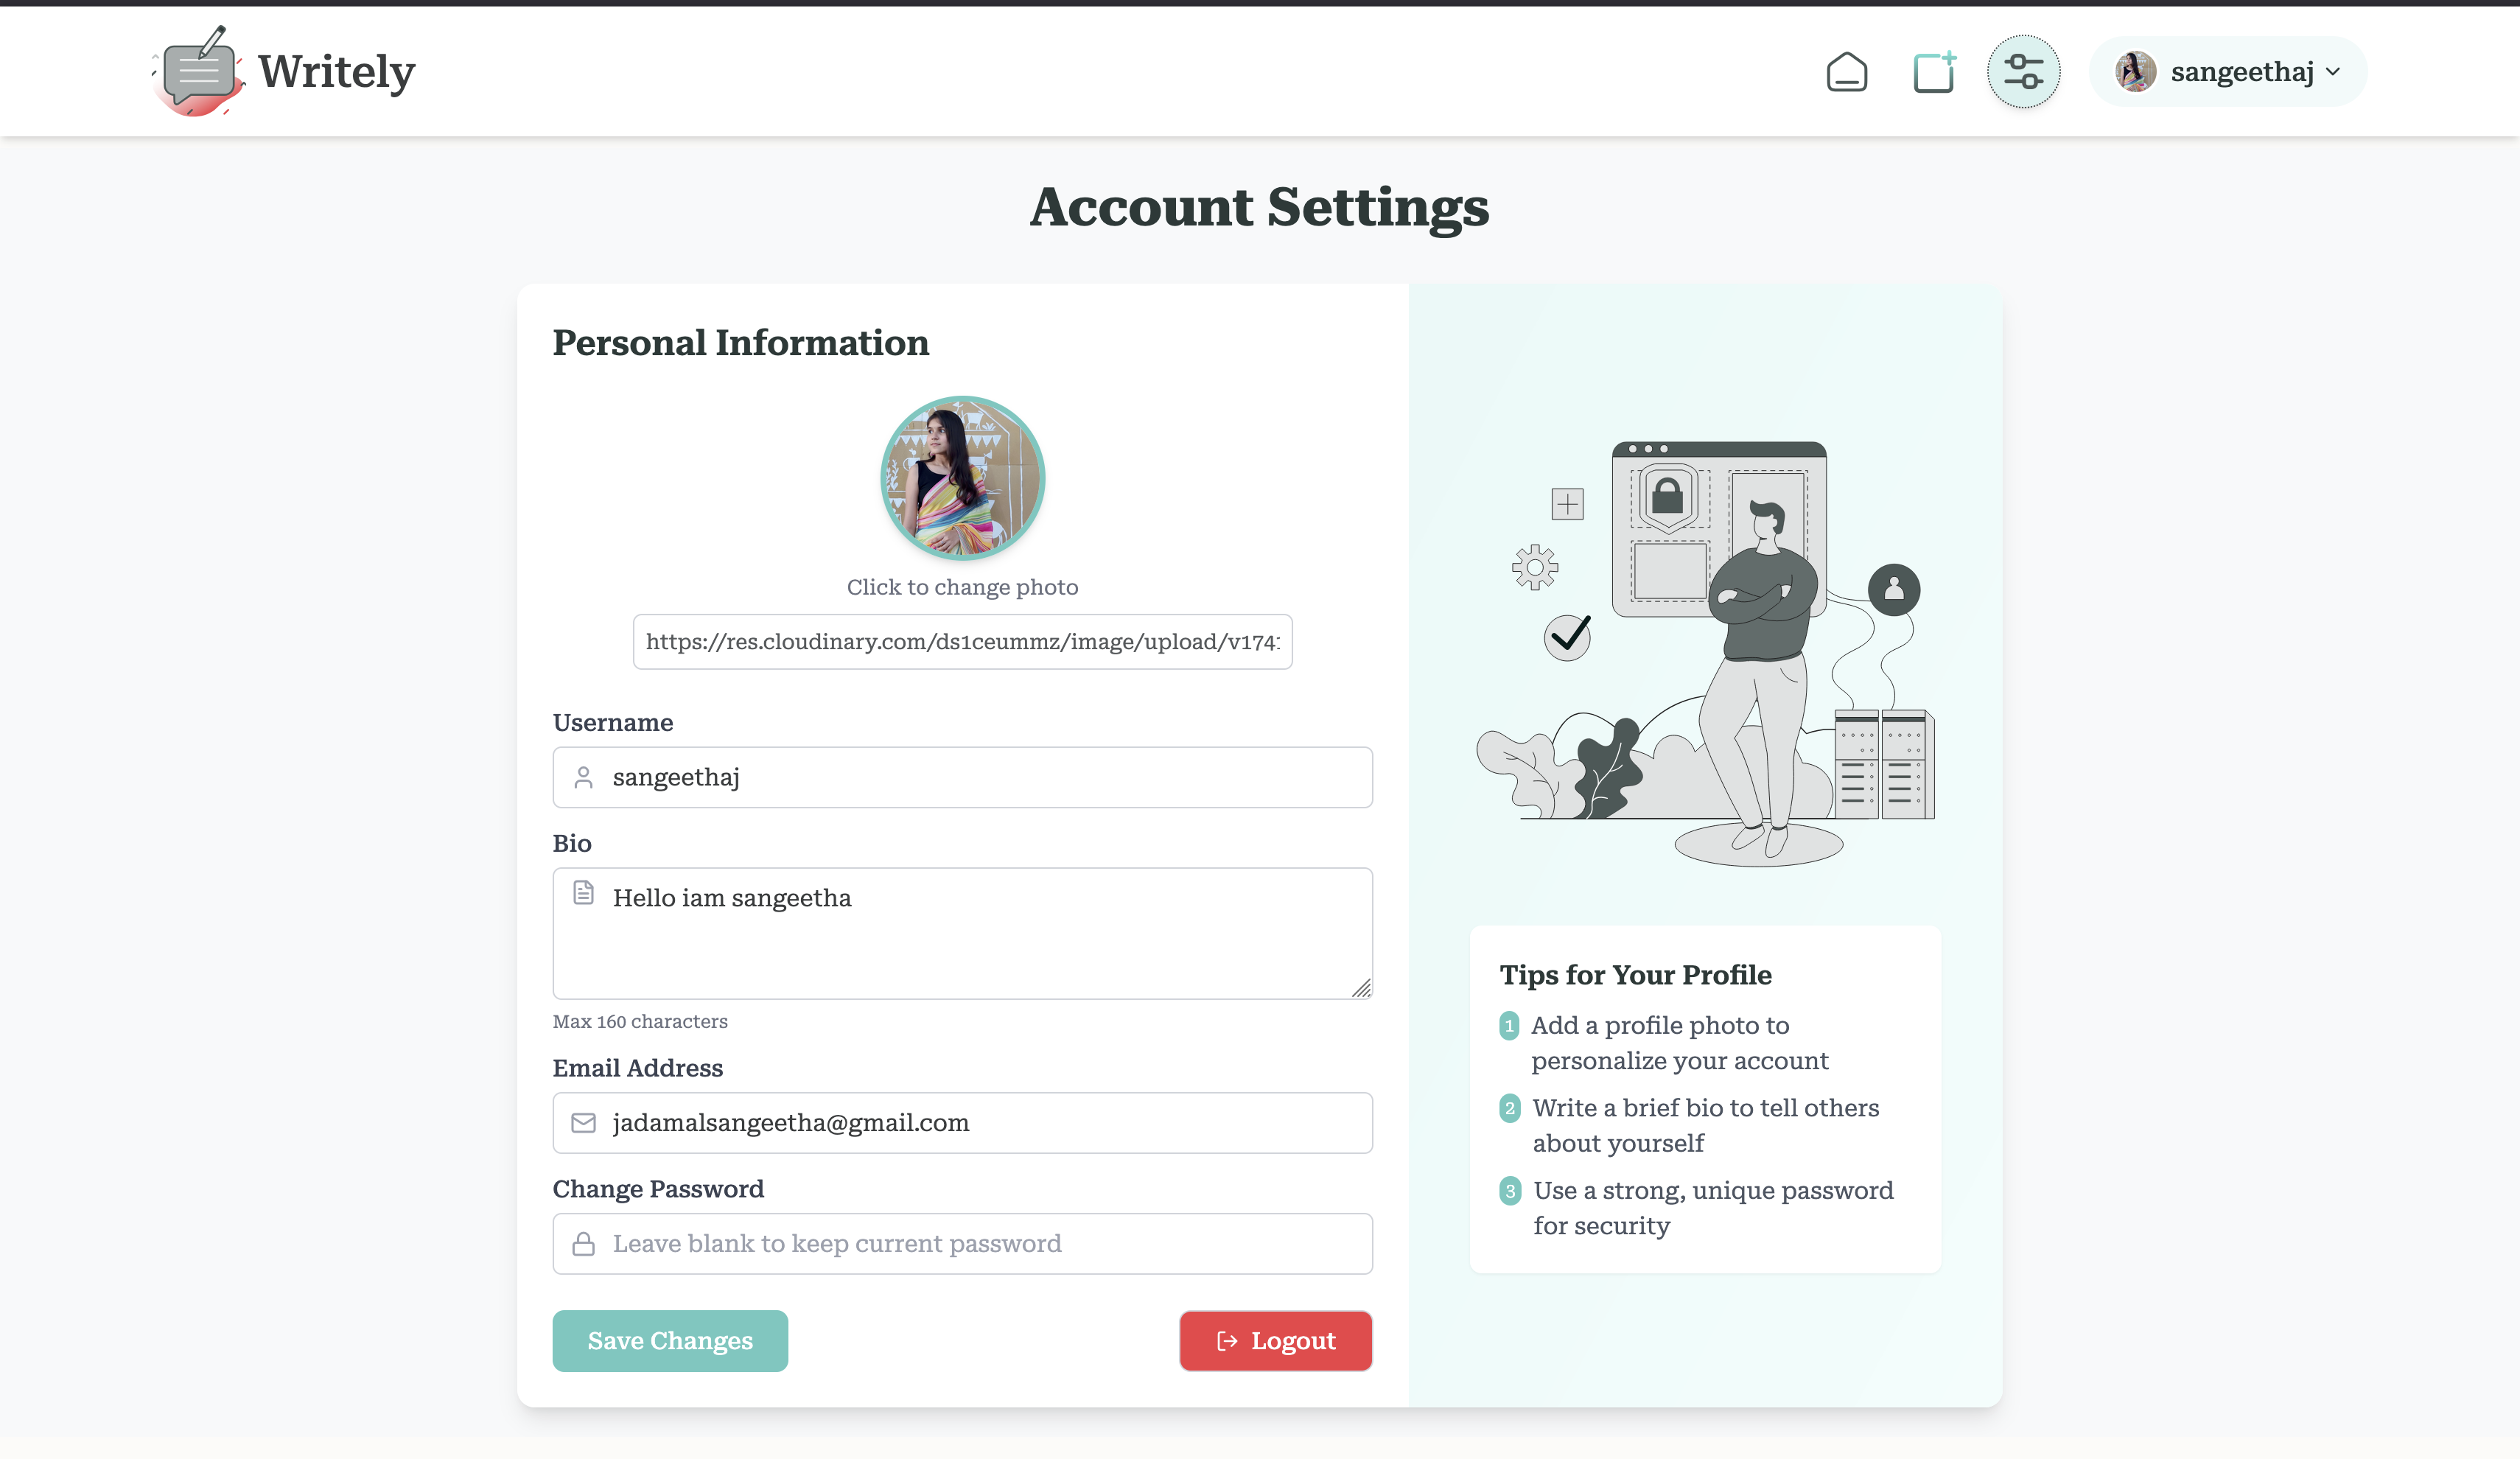 Writely
sangeethaj
Account Settings
Personal Information
Click to change photo
https://res.cloudinary.com/ds1ceummz/image/upload/v174
Username
sangeethaj
Bio
Hello iam sangeetha
Max 160 characters
Email Address
jadamalsangeetha@gmail.com
Change Password
Leave blank to keep current password
Save Changes
Logout
Tips for Your Profile
1 Add a profile photo to
personalize your account
2 Write a brief bio to tell others
about yourself
3 Use a strong, unique password
for security